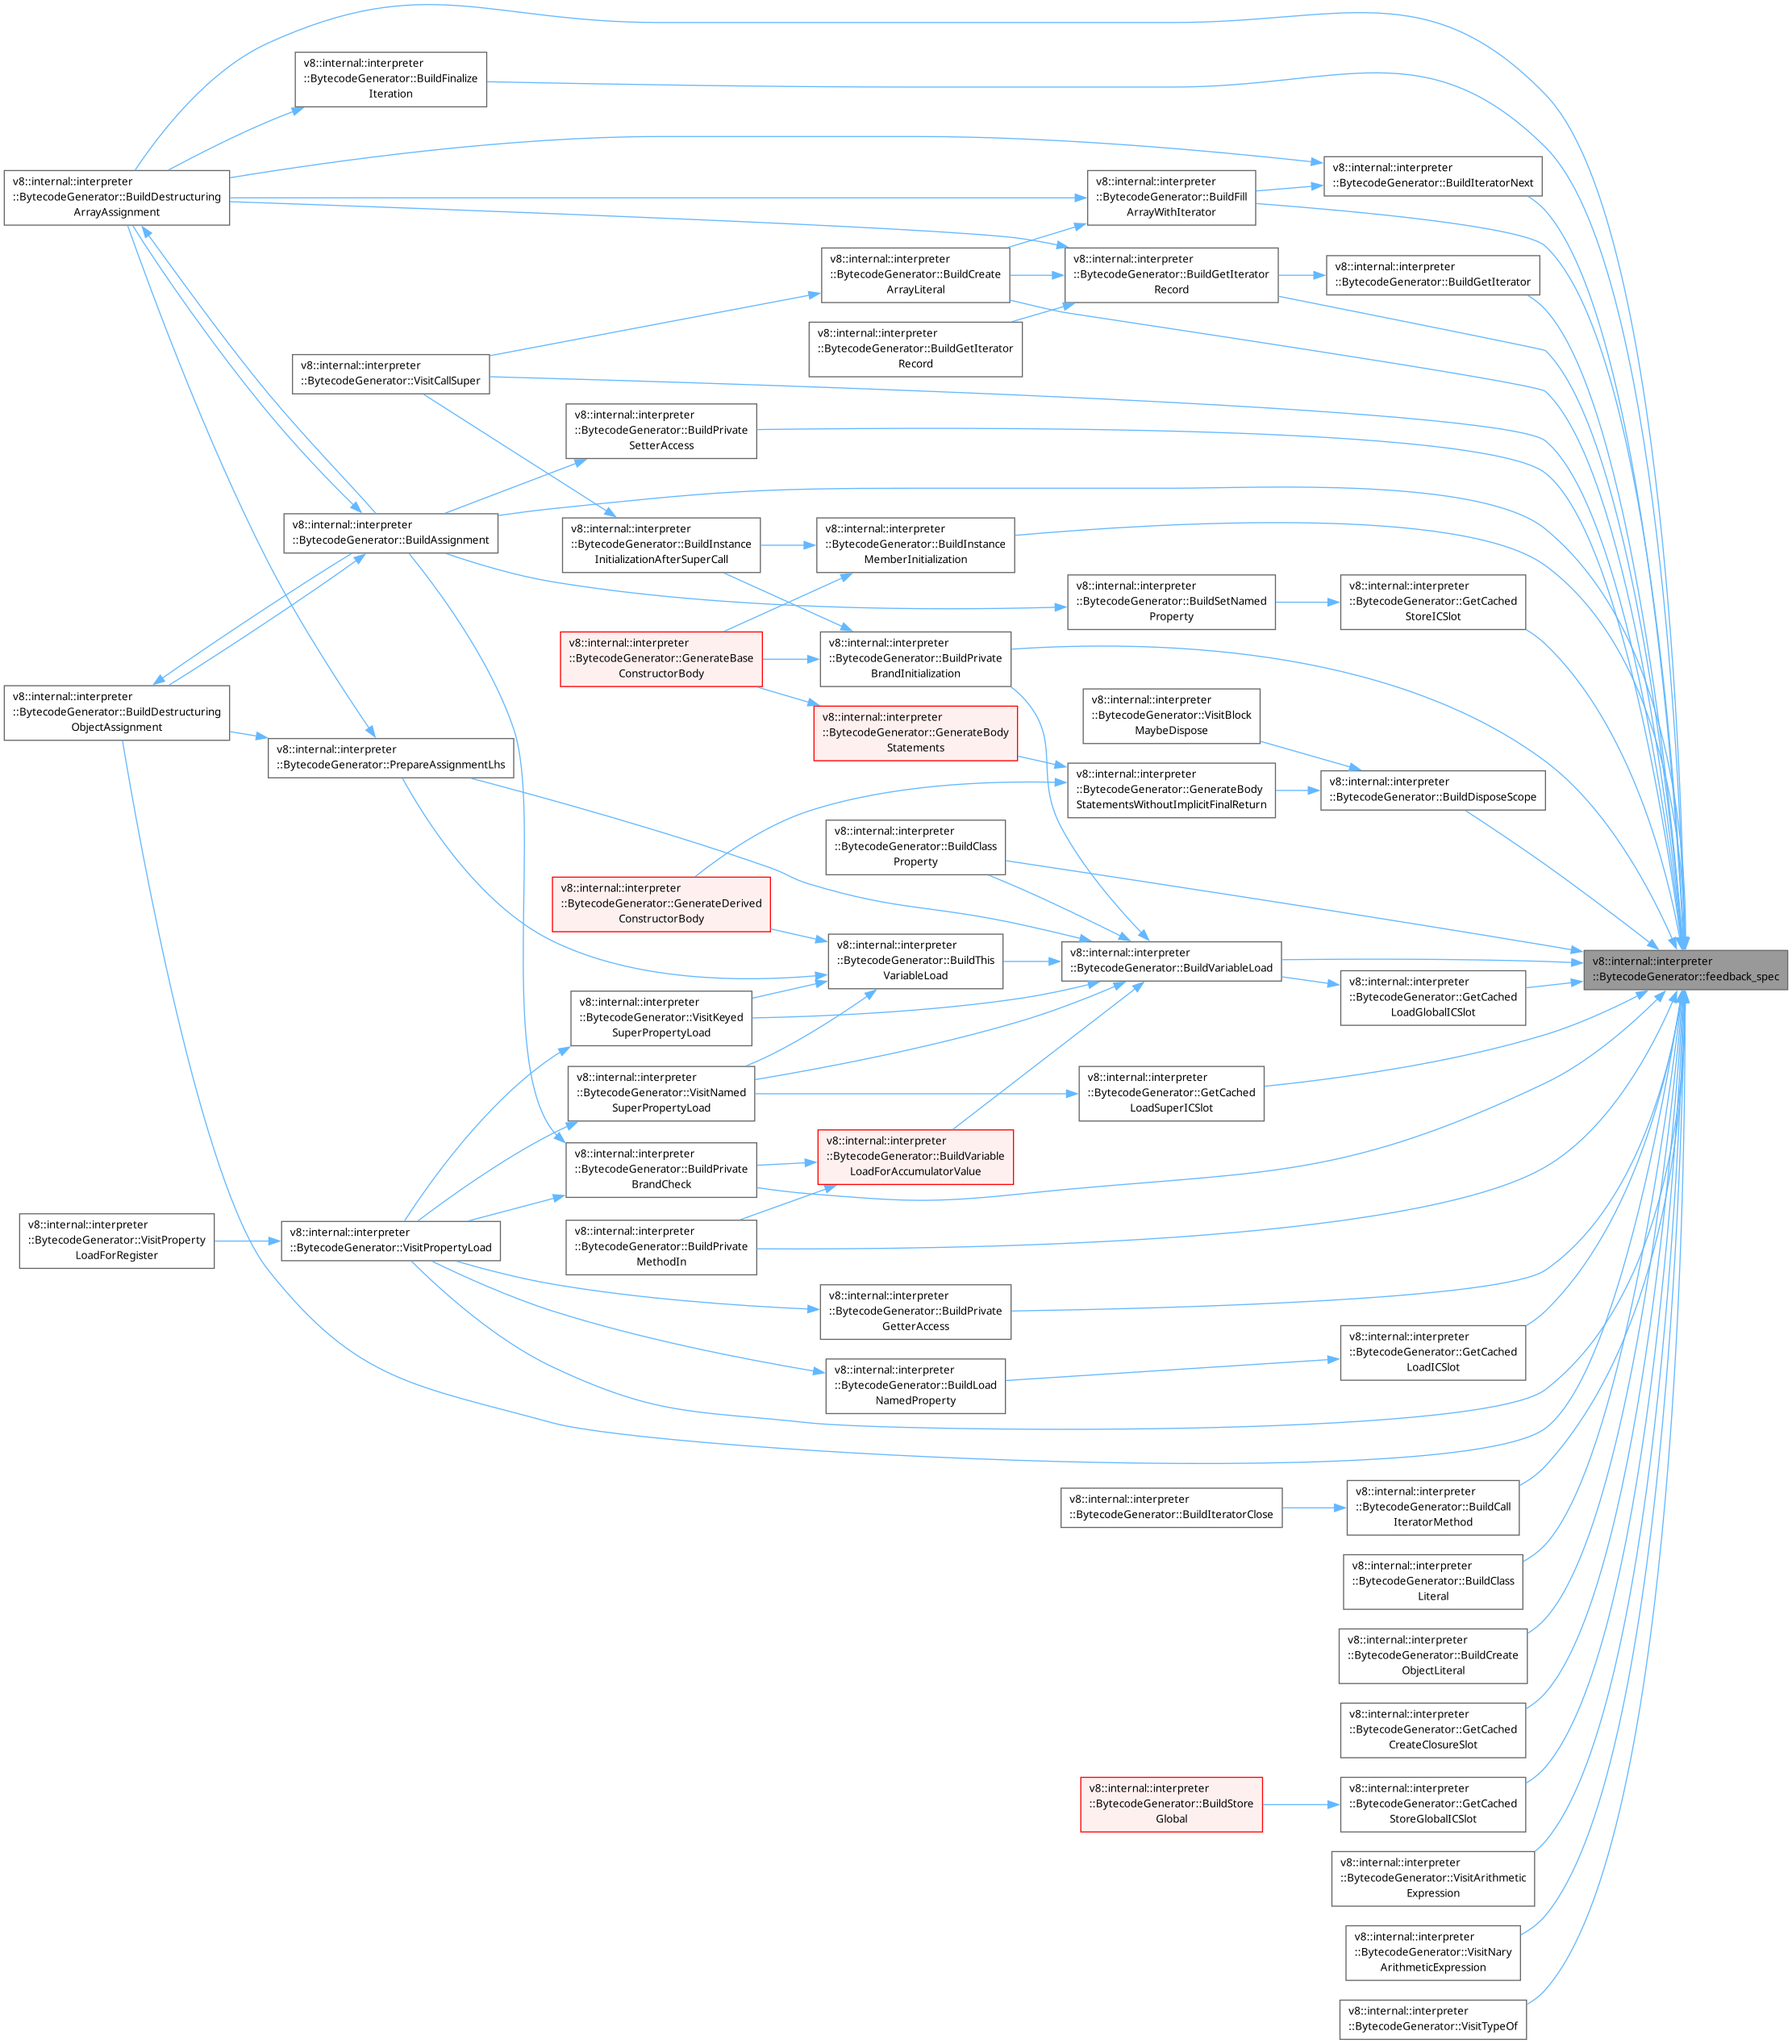 v8::internal::interpreter
::BytecodeGenerator::BuildFinalize
Iteration
v8::internal::interpreter
::BytecodeGenerator::BuildDestructuring
ArrayAssignment
v8::internal::interpreter
::BytecodeGenerator::BuildFill
ArrayWithIterator
v8::internal::interpreter
::BytecodeGenerator::BuildIteratorNext
v8::internal::interpreter
::BytecodeGenerator::BuildCreate
ArrayLiteral
v8::internal::interpreter
::BytecodeGenerator::BuildGetIterator
Record
v8::internal::interpreter
::BytecodeGenerator::BuildGetIterator
v8::internal::interpreter
::BytecodeGenerator::BuildGetIterator
Record
v8::internal::interpreter
::BytecodeGenerator::VisitCallSuper
v8::internal::interpreter
::BytecodeGenerator::BuildPrivate
SetterAccess
v8::internal::interpreter
::BytecodeGenerator::BuildAssignment
v8::internal::interpreter
::BytecodeGenerator::BuildInstance
InitializationAfterSuperCall
v8::internal::interpreter
::BytecodeGenerator::BuildInstance
MemberInitialization
v8::internal::interpreter
::BytecodeGenerator::BuildSetNamed
Property
v8::internal::interpreter
::BytecodeGenerator::GetCached
StoreICSlot
v8::internal::interpreter
::BytecodeGenerator::GenerateBase
ConstructorBody
v8::internal::interpreter
::BytecodeGenerator::BuildPrivate
BrandInitialization
v8::internal::interpreter
::BytecodeGenerator::BuildDestructuring
ObjectAssignment
v8::internal::interpreter
::BytecodeGenerator::GenerateBody
Statements
v8::internal::interpreter
::BytecodeGenerator::VisitBlock
MaybeDispose
v8::internal::interpreter
::BytecodeGenerator::PrepareAssignmentLhs
v8::internal::interpreter
::BytecodeGenerator::GenerateBody
StatementsWithoutImplicitFinalReturn
v8::internal::interpreter
::BytecodeGenerator::BuildDisposeScope
v8::internal::interpreter
::BytecodeGenerator::BuildClass
Property
v8::internal::interpreter
::BytecodeGenerator::GenerateDerived
ConstructorBody
v8::internal::interpreter
::BytecodeGenerator::BuildThis
VariableLoad
v8::internal::interpreter
::BytecodeGenerator::BuildVariableLoad
v8::internal::interpreter
::BytecodeGenerator::feedback_spec
v8::internal::interpreter
::BytecodeGenerator::GetCached
LoadGlobalICSlot
v8::internal::interpreter
::BytecodeGenerator::VisitKeyed
SuperPropertyLoad
v8::internal::interpreter
::BytecodeGenerator::VisitNamed
SuperPropertyLoad
v8::internal::interpreter
::BytecodeGenerator::GetCached
LoadSuperICSlot
v8::internal::interpreter
::BytecodeGenerator::BuildVariable
LoadForAccumulatorValue
v8::internal::interpreter
::BytecodeGenerator::BuildPrivate
BrandCheck
v8::internal::interpreter
::BytecodeGenerator::VisitProperty
LoadForRegister
v8::internal::interpreter
::BytecodeGenerator::VisitPropertyLoad
v8::internal::interpreter
::BytecodeGenerator::BuildPrivate
MethodIn
v8::internal::interpreter
::BytecodeGenerator::BuildPrivate
GetterAccess
v8::internal::interpreter
::BytecodeGenerator::GetCached
LoadICSlot
v8::internal::interpreter
::BytecodeGenerator::BuildLoad
NamedProperty
v8::internal::interpreter
::BytecodeGenerator::BuildIteratorClose
v8::internal::interpreter
::BytecodeGenerator::BuildCall
IteratorMethod
v8::internal::interpreter
::BytecodeGenerator::BuildClass
Literal
v8::internal::interpreter
::BytecodeGenerator::BuildCreate
ObjectLiteral
v8::internal::interpreter
::BytecodeGenerator::GetCached
CreateClosureSlot
v8::internal::interpreter
::BytecodeGenerator::BuildStore
Global
v8::internal::interpreter
::BytecodeGenerator::GetCached
StoreGlobalICSlot
v8::internal::interpreter
::BytecodeGenerator::VisitArithmetic
Expression
v8::internal::interpreter
::BytecodeGenerator::VisitNary
ArithmeticExpression
v8::internal::interpreter
::BytecodeGenerator::VisitTypeOf